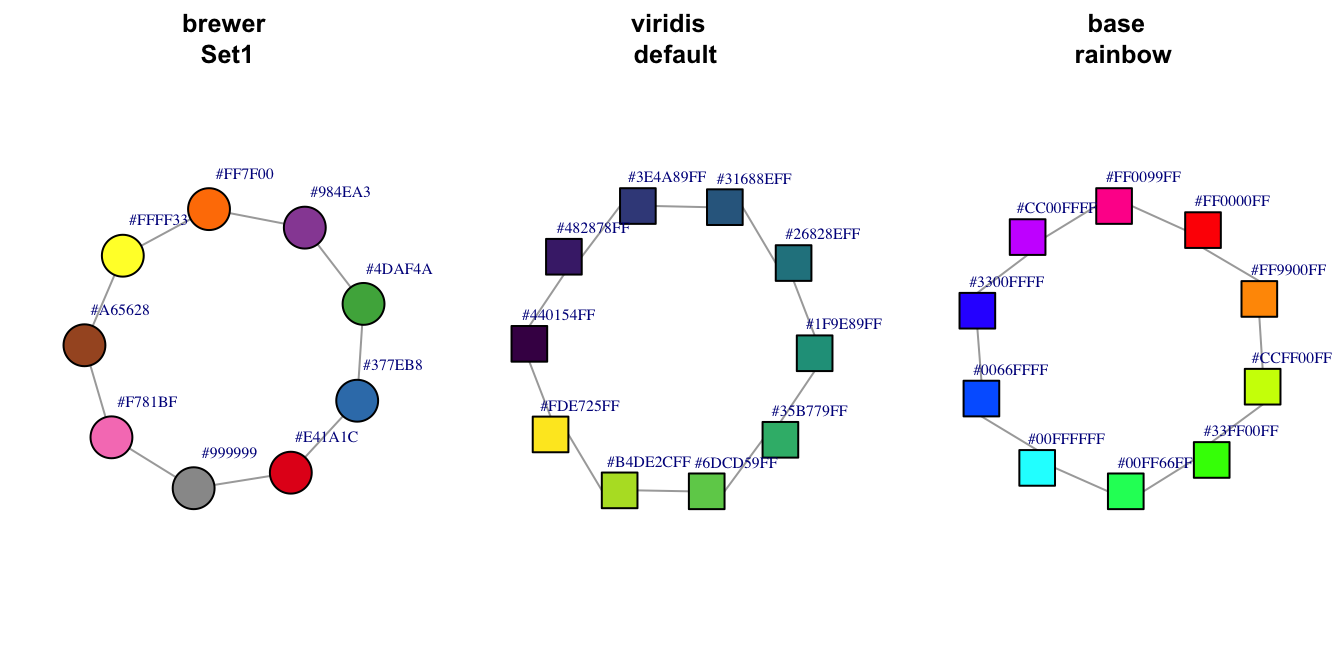 brewer
Set1
viridis
default
base
rainbow
#FF7F00
#984EA3
#FFFF33
#4DAF4A
#A65628
#377EB8
#F781BF
#E41A1C
#999999
#3E4A89FF
#31688EFF
#482878FF
#26828EFF
#440154FF
#1F9E89FF
#FDE725FF
#35B779FF
#B4DE2CFF
#6DCD59FF
#FF0099FF
#CC00FFFF
#FF0000FF
#3300FFFF
#FF9900FF
#0066FFFF
#CCFF00FF
#00FFFFFF
#33FF00FF
#00FF66FF